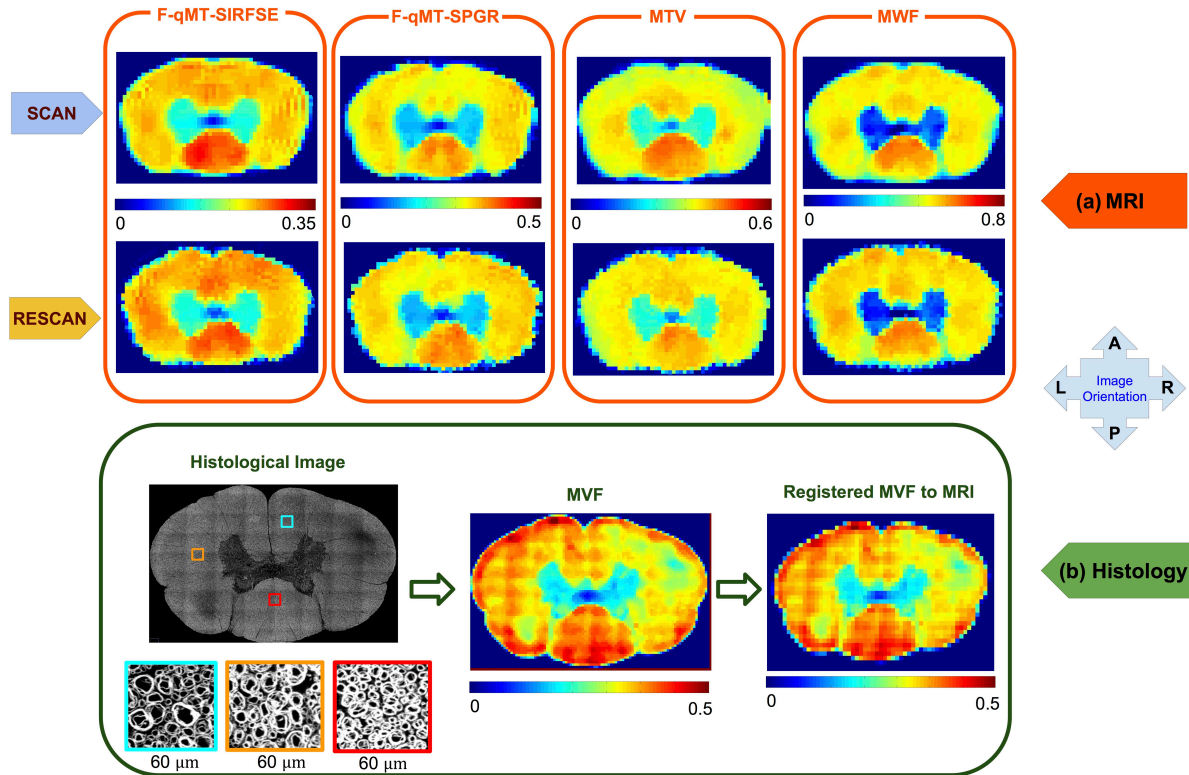 F-qMT-SIRFSE
F-qMT-SPGR
MTV
MWF
SCAN
0
0.35
0
0.5
0
0.6
0
0.8
(a) MRI
RESCAN
A
L
Image
Orientation
R
P
Histological Image
MVF
Registered MVF to MRI
(b) Histology
0
0.5
0
0.5
60 μm
60 μm
60 μm